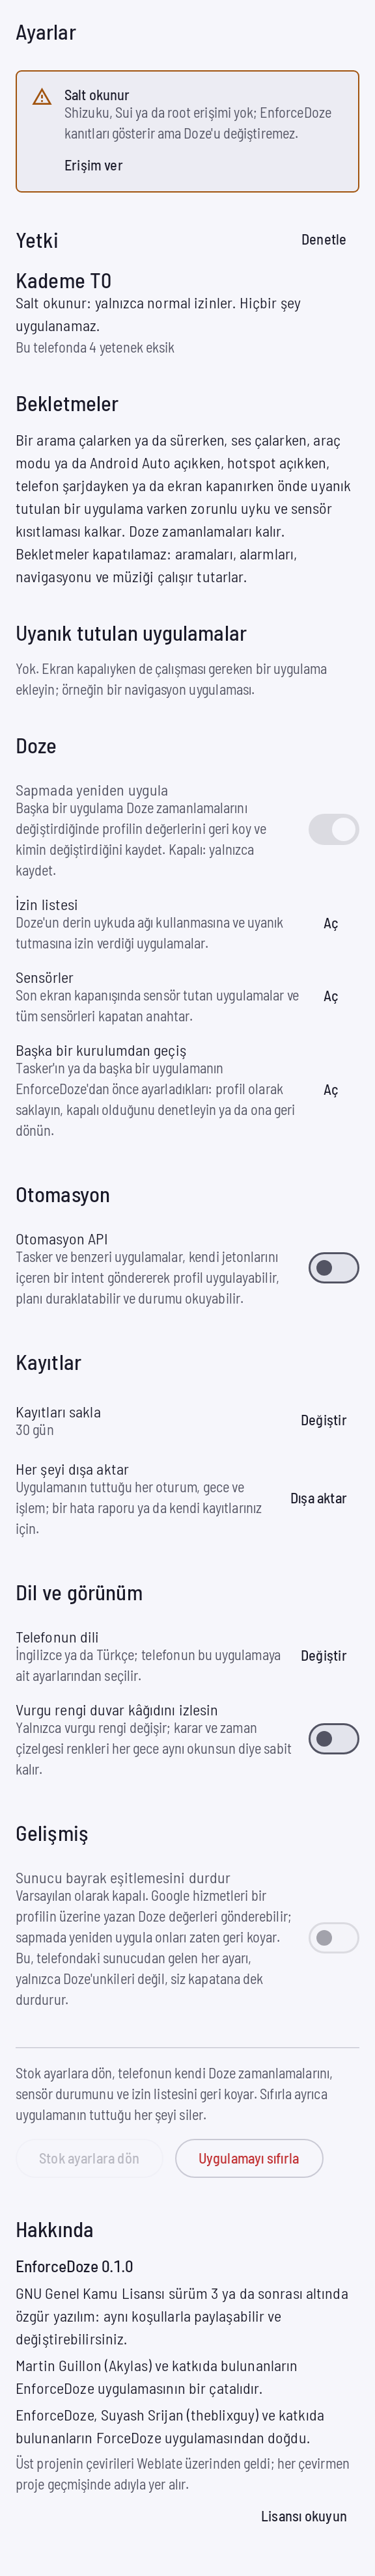 Ayarlar
Salt okunur
Shizuku, Sui ya da root erişimi yok; EnforceDoze
kanıtları gösterir ama Doze'u değiştiremez.
Erişim ver
Yetki
Denetle
Kademe T0
Salt okunur: yalnızca normal izinler. Hiçbir şey
uygulanamaz.
Bu telefonda 4 yetenek eksik
Bekletmeler
Bir arama çalarken ya da sürerken, ses çalarken, araç
modu ya da Android Auto açıkken, hotspot açıkken,
telefon şarjdayken ya da ekran kapanırken önde uyanık
tutulan bir uygulama varken zorunlu uyku ve sensör
kısıtlaması kalkar. Doze zamanlamaları kalır.
Bekletmeler kapatılamaz: aramaları, alarmları,
navigasyonu ve müziği çalışır tutarlar.
Uyanık tutulan uygulamalar
Yok. Ekran kapalıyken de çalışması gereken bir uygulama
ekleyin; örneğin bir navigasyon uygulaması.
Doze
Sapmada yeniden uygula
Başka bir uygulama Doze zamanlamalarını
değiştirdiğinde profilin değerlerini geri koy ve
kimin değiştirdiğini kaydet. Kapalı: yalnızca
kaydet.
İzin listesi
Doze'un derin uykuda ağı kullanmasına ve uyanık
tutmasına izin verdiği uygulamalar.
Aç
Sensörler
Son ekran kapanışında sensör tutan uygulamalar ve
tüm sensörleri kapatan anahtar.
Aç
Başka bir kurulumdan geçiş
Tasker'ın ya da başka bir uygulamanın
EnforceDoze'dan önce ayarladıkları: profil olarak
saklayın, kapalı olduğunu denetleyin ya da ona geri
dönün.
Aç
Otomasyon
Otomasyon API
Tasker ve benzeri uygulamalar, kendi jetonlarını
içeren bir intent göndererek profil uygulayabilir,
planı duraklatabilir ve durumu okuyabilir.
Kayıtlar
Kayıtları sakla
30 gün
Değiştir
Her şeyi dışa aktar
Uygulamanın tuttuğu her oturum, gece ve
işlem; bir hata raporu ya da kendi kayıtlarınız
için.
Dışa aktar
Dil ve görünüm
Telefonun dili
İngilizce ya da Türkçe; telefonun bu uygulamaya
ait ayarlarından seçilir.
Değiştir
Vurgu rengi duvar kâğıdını izlesin
Yalnızca vurgu rengi değişir; karar ve zaman
çizelgesi renkleri her gece aynı okunsun diye sabit
kalır.
Gelişmiş
Sunucu bayrak eşitlemesini durdur
Varsayılan olarak kapalı. Google hizmetleri bir
profilin üzerine yazan Doze değerleri gönderebilir;
sapmada yeniden uygula onları zaten geri koyar.
Bu, telefondaki sunucudan gelen her ayarı,
yalnızca Doze'unkileri değil, siz kapatana dek
durdurur.
Stok ayarlara dön, telefonun kendi Doze zamanlamalarını,
sensör durumunu ve izin listesini geri koyar. Sıfırla ayrıca
uygulamanın tuttuğu her şeyi siler.
Stok ayarlara dön
Uygulamayı sıfırla
Hakkında
EnforceDoze 0.1.0
GNU Genel Kamu Lisansı sürüm 3 ya da sonrası altında
özgür yazılım: aynı koşullarla paylaşabilir ve
değiştirebilirsiniz.
Martin Guillon (Akylas) ve katkıda bulunanların
EnforceDoze uygulamasının bir çatalıdır.
EnforceDoze, Suyash Srijan (theblixguy) ve katkıda
bulunanların ForceDoze uygulamasından doğdu.
Üst projenin çevirileri Weblate üzerinden geldi; her çevirmen
proje geçmişinde adıyla yer alır.
Lisansı okuyun